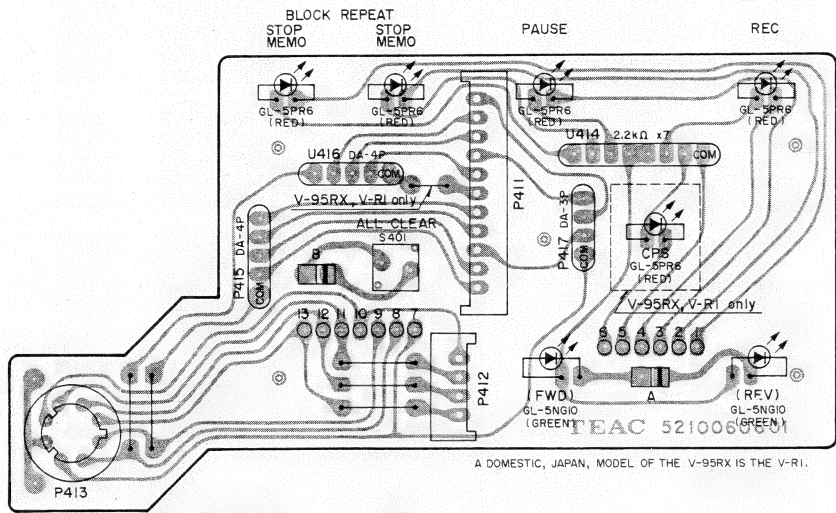 BLOCK REPEAT
STOP MEMO
STOP MEMO
PAUSE
REC
GL-5PR6
(RED)
GL-5PR6
(RED)
GL-5PR6
(RED)
GL-5PR6
(RED)
U414 2.2kΩ x7
COM
U416 DA-4P
COM
P411
V-95RX, V-R1 only
ALL CLEAR
S401
P415 DA-4P
COM
B
P417 DA-3P
COM
CPS
GL-5PR6
(RED)
V-95RX, V-R1 only
13 12 11 10 9 8 7
6 5 4 3 2 1
P412
(FWD)
GL-5NG10
(GREEN)
A
(REV)
GL-5NG10
(GREEN)
TEAC 5210060601
P413
A DOMESTIC, JAPAN, MODEL OF THE V-95RX IS THE V-R1.